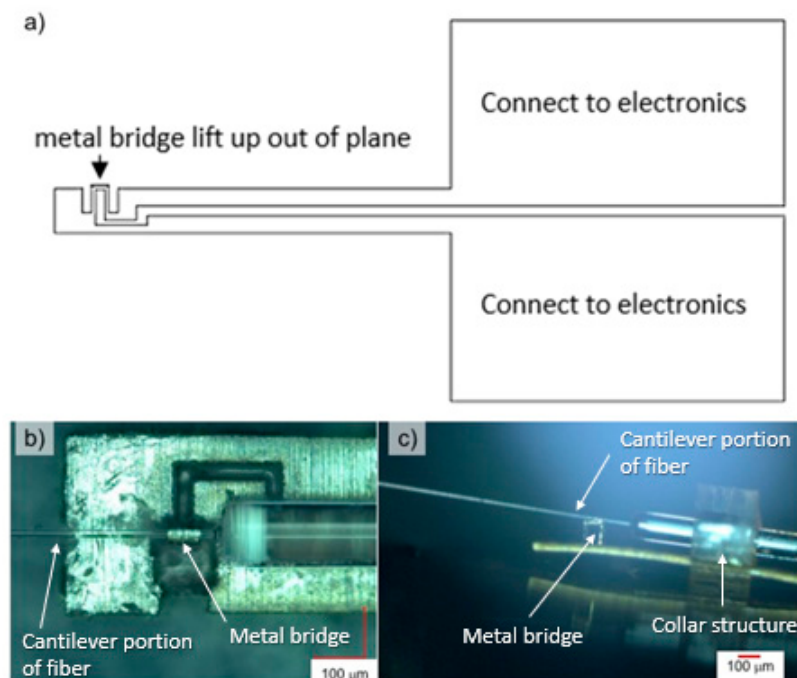 a)
Connect to electronics
metal bridge lift up out of plane
Connect to electronics
b)
Cantilever portion
of fiber
Metal bridge
100 μm
c)
Cantilever portion
of fiber
Metal bridge
Collar structure
100 μm